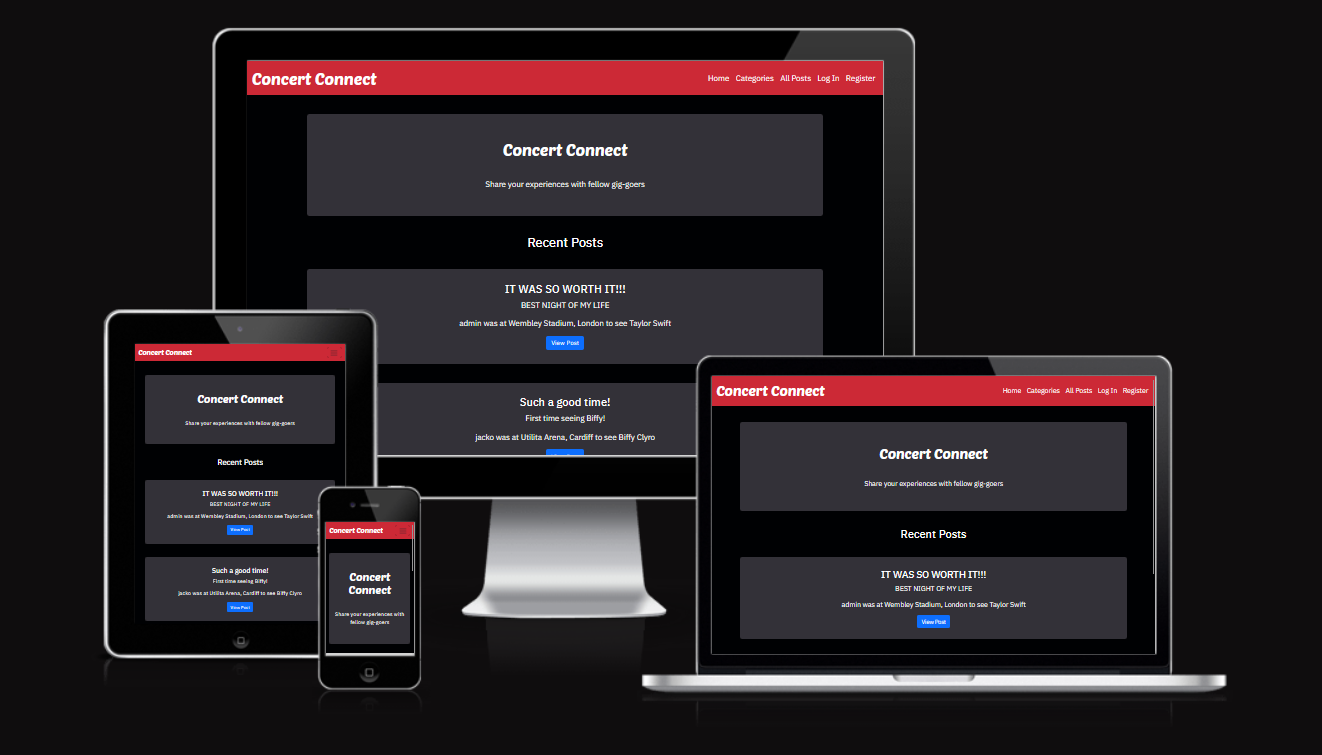 Concert Connect
Home Categories All Posts Log In Register
Concert Connect
Share your experiences with fellow gig-goers
Recent Posts
IT WAS SO WORTH IT!!!
BEST NIGHT OF MY LIFE
admin was at Wembley Stadium, London to see Taylor Swift
View Post
Such a good time!
First time seeing Biffy!
jacko was at Utilita Arena, Cardiff to see Biffy Clyro
Concert Connect
Concert Connect
Share your experiences with fellow gig-goers
Recent Posts
IT WAS SO WORTH IT!!!
BEST NIGHT OF MY LIFE
admin was at Wembley Stadium, London to see Taylor Swift
View Post
Such a good time!
First time seeing Biffy!
jacko was at Utilita Arena, Cardiff to see Biffy Clyro
View Post
Concert Connect
Concert
Connect
Share your experiences with
fellow gig-goers
Concert Connect
Home Categories All Posts Log In Register
Concert Connect
Share your experiences with fellow gig-goers
Recent Posts
IT WAS SO WORTH IT!!!
BEST NIGHT OF MY LIFE
admin was at Wembley Stadium, London to see Taylor Swift
View Post